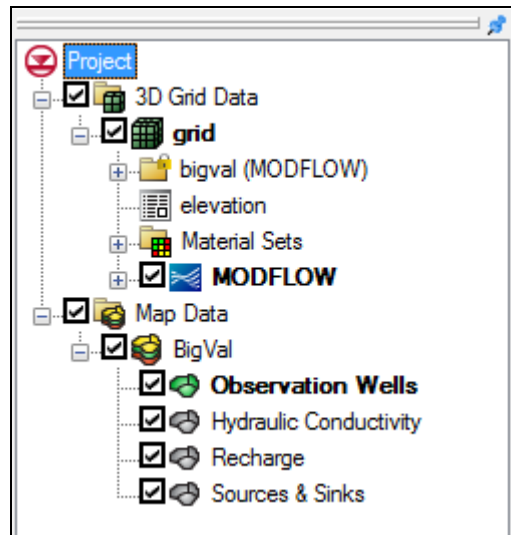 Project
3D Grid Data
grid
bigval (MODFLOW)
elevation
Material Sets
MODFLOW
Map Data
BigVal
Observation Wells
Hydraulic Conductivity
Recharge
Sources & Sinks